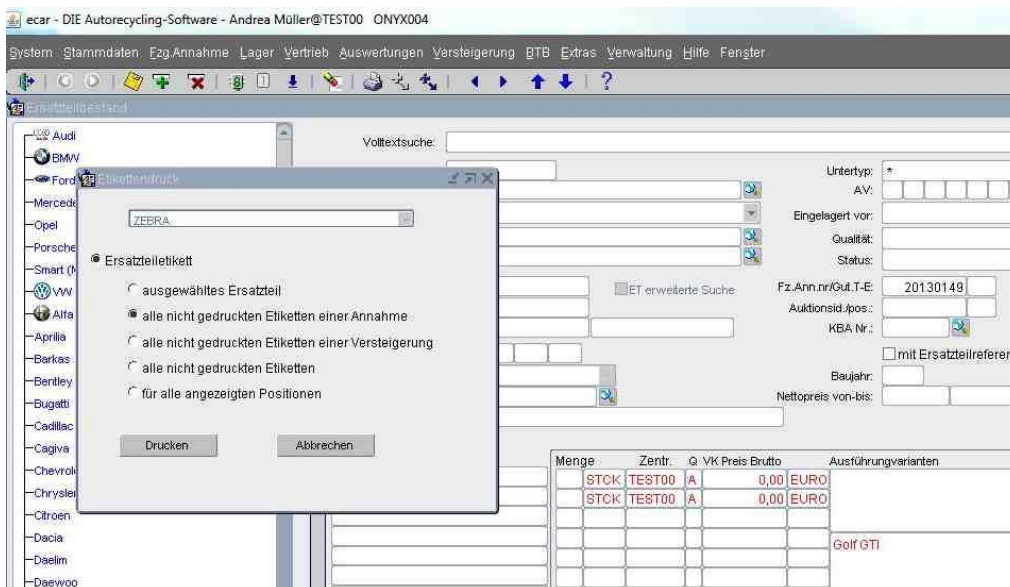 ecar - DIE Autorecycling-Software - Andrea Müller@TEST00 ONYX004
System Stammdaten Fzg.Annahme Lager Vertrieb Auswertungen Versteigerung BTB Extras Verwaltung Hilfe Fenster
Ersatzteilbestand
Audi
BMW
Ford
Mercede
Opel
Porsche
Smart (M
VW
Alfa
Aprilia
Barkas
Bentley
Bugatti
Cadillac
Cagiva
Chevrol
Chrysler
Citroen
Dacia
Daelim
Daewoo
Etikettendruck
ZEBRA
Ersatzteiletikett
ausgewähltes Ersatzteil
alle nicht gedruckten Etiketten einer Annahme
alle nicht gedruckten Etiketten einer Versteigerung
alle nicht gedruckten Etiketten
für alle angezeigten Positionen
Drucken Abbrechen
Volltextsuche:
Untertyp: *
AV:
Eingelagert vor:
Qualität:
Status:
ET erweiterte Suche
Fz.Ann.nr/Gut.T-E: 20130149
Auktionsid./pos.:
KBA Nr.:
mit Ersatzteilreferen
Baujahr:
Nettopreis von-bis:
Menge Zentr. Q VK Preis Brutto Ausführungvarianten
STCK TEST00 A 0,00 EURO
STCK TEST00 A 0,00 EURO
Golf GTI